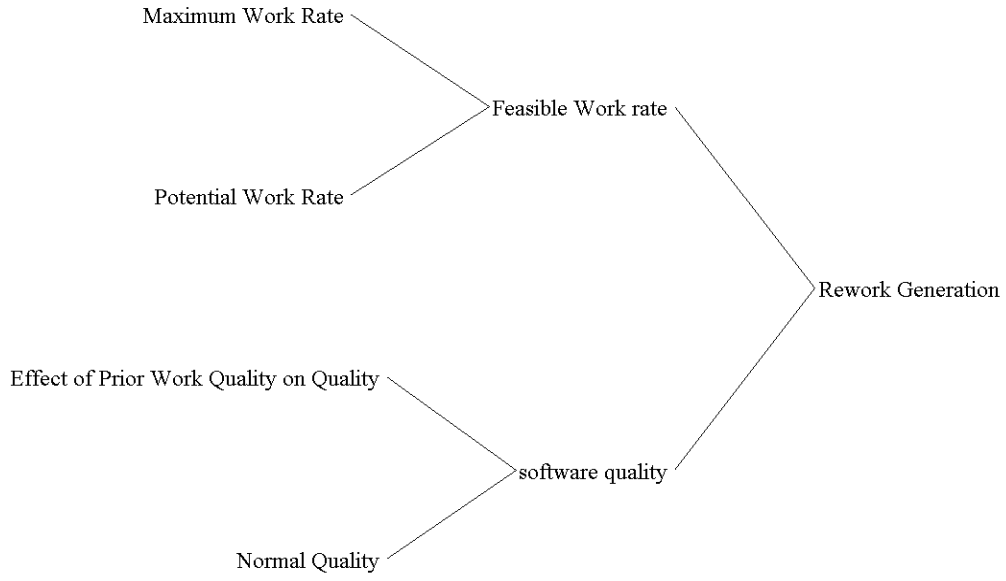 Maximum Work Rate
Feasible Work rate
Potential Work Rate
Rework Generation
Effect of Prior Work Quality on Quality
software quality
Normal Quality